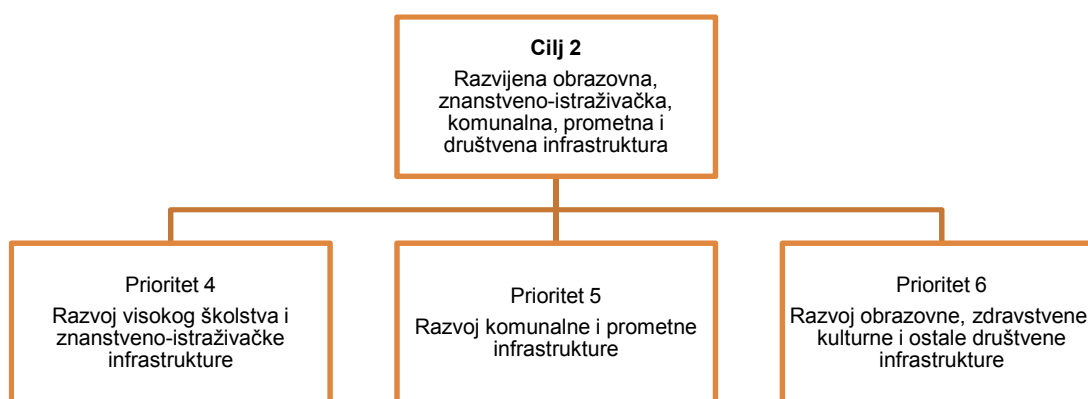 Cilj 2
Razvijena obrazovna,
znanstveno-istraživačka,
komunalna, prometna i
društvena infrastruktura
Prioritet 4
Razvoj visokog školstva i
znanstveno-istraživačke
infrastrukture
Prioritet 5
Razvoj komunalne i prometne
infrastrukture
Prioritet 6
Razvoj obrazovne, zdravstvene
kulturne i ostale društvene
infrastrukture